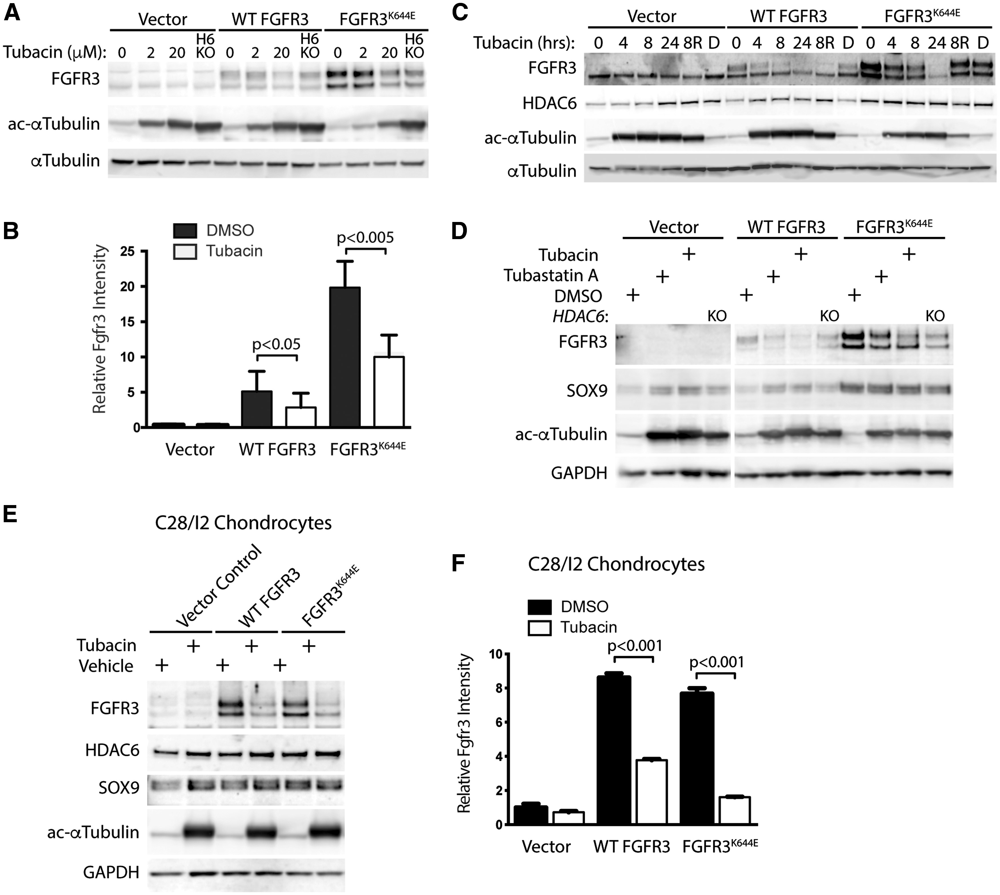 A
Vector WT FGFR3 FGFR3K644E
H6 H6 H6
Tubacin (μM): 0 2 20 KO 0 2 20 KO 0 2 20 KO
FGFR3
ac-αTubulin
αTubulin
C
Vector WT FGFR3 FGFR3K644E
Tubacin (hrs): 0 4 8 24 8R D 0 4 8 24 8R D 0 4 8 24 8R D
FGFR3
HDAC6
ac-αTubulin
αTubulin
B
DMSO
Tubacin
p<0.005
p<0.05
Relative Fgfr3 Intensity
25
20
15
10
5
0
Vector WT FGFR3 FGFR3K644E
D
Vector WT FGFR3 FGFR3K644E
Tubacin + + +
Tubastatin A + + +
DMSO + + +
HDAC6: KO KO KO
FGFR3
SOX9
ac-αTubulin
GAPDH
E
C28/I2 Chondrocytes
Vector Control
WT FGFR3
FGFR3K644E
Tubacin + + +
Vehicle + + +
FGFR3
HDAC6
SOX9
ac-αTubulin
GAPDH
F
C28/I2 Chondrocytes
DMSO
Tubacin
p<0.001
p<0.001
Relative Fgfr3 Intensity
10
8
6
4
2
0
Vector WT FGFR3 FGFR3K644E